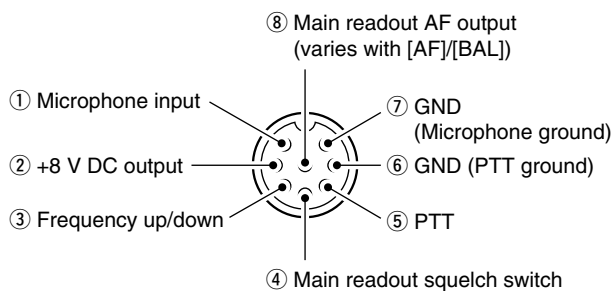 ⑧ Main readout AF output
(varies with [AF]/[BAL])
① Microphone input
⑦ GND
(Microphone ground)
② +8 V DC output
⑥ GND (PTT ground)
③ Frequency up/down
⑤ PTT
④ Main readout squelch switch